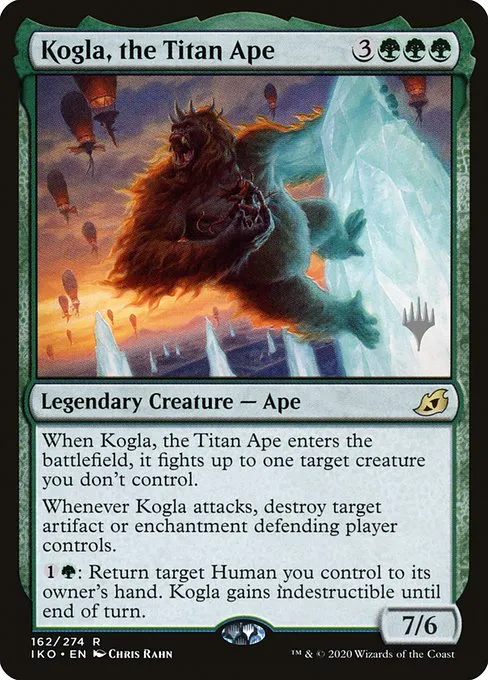 Kogla, the Titan Ape 3
Legendary Creature — Ape
When Kogla, the Titan Ape enters the
battlefield, it fights up to one target creature
you don't control.
Whenever Kogla attacks, destroy target
artifact or enchantment defending player
controls.
1 : Return target Human you control to its
owner's hand. Kogla gains indestructible until
end of turn.
7/6
162/274 R
IKO • EN Chris Rahn
™ & © 2020 Wizards of the Coast